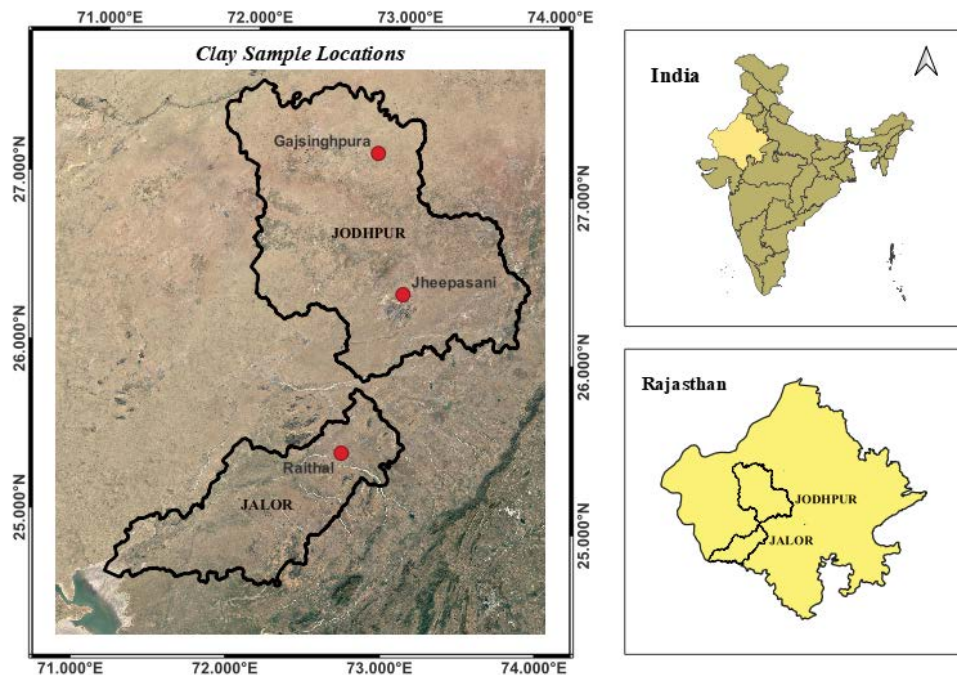 71.000°E 72.000°E 73.000°E 74.000°E
Clay Sample Locations
Gajsinghpura
JODHPUR
Jheepasani
Raithal
JALOR
27.000°N
26.000°N
25.000°N
27.000°N
26.000°N
25.000°N
71.000°E 72.000°E 73.000°E 74.000°E
India
Rajasthan
JODHPUR
JALOR